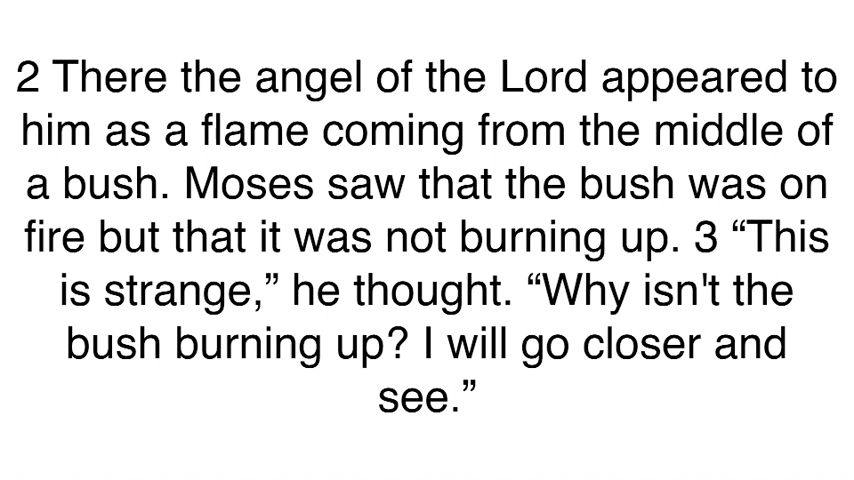 2 There the angel of the Lord appeared to
him as a flame coming from the middle of
a bush. Moses saw that the bush was on
fire but that it was not burning up. 3 “This
is strange,” he thought. “Why isn't the
bush burning up? I will go closer and
see.”